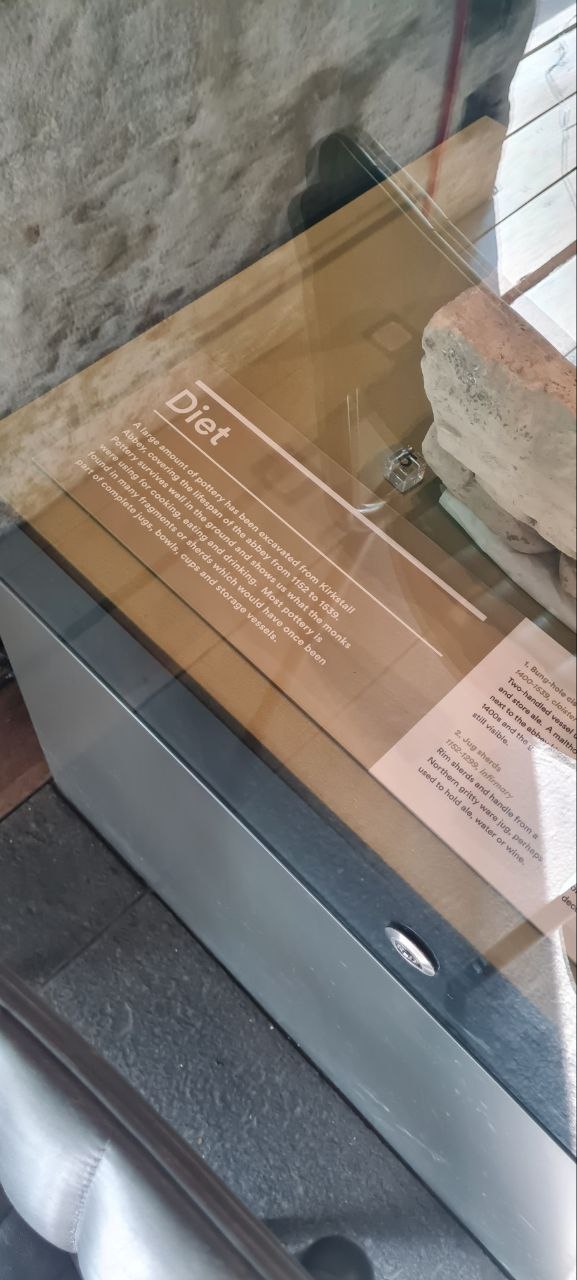 Diet
A large amount of pottery has been excavated from Kirkstall
Abbey, covering the lifespan of the abbey from 1152 to 1539.
Pottery survives well in the ground and shows us what the monks
were using for cooking, eating and drinking. Most pottery is
found in many fragments or sherds which would have once been
part of complete jugs, bowls, cups and storage vessels.
1. Bung-hole
1400-1539,
Two-handled vessel
and store ale. A
next to the abbey
1400s and the
still visible.
2. Jug sherds
1152-1299, Infirmary
Rim sherds and handle from a
Northern gritty ware jug, perhaps
used to hold ale, water or wine.